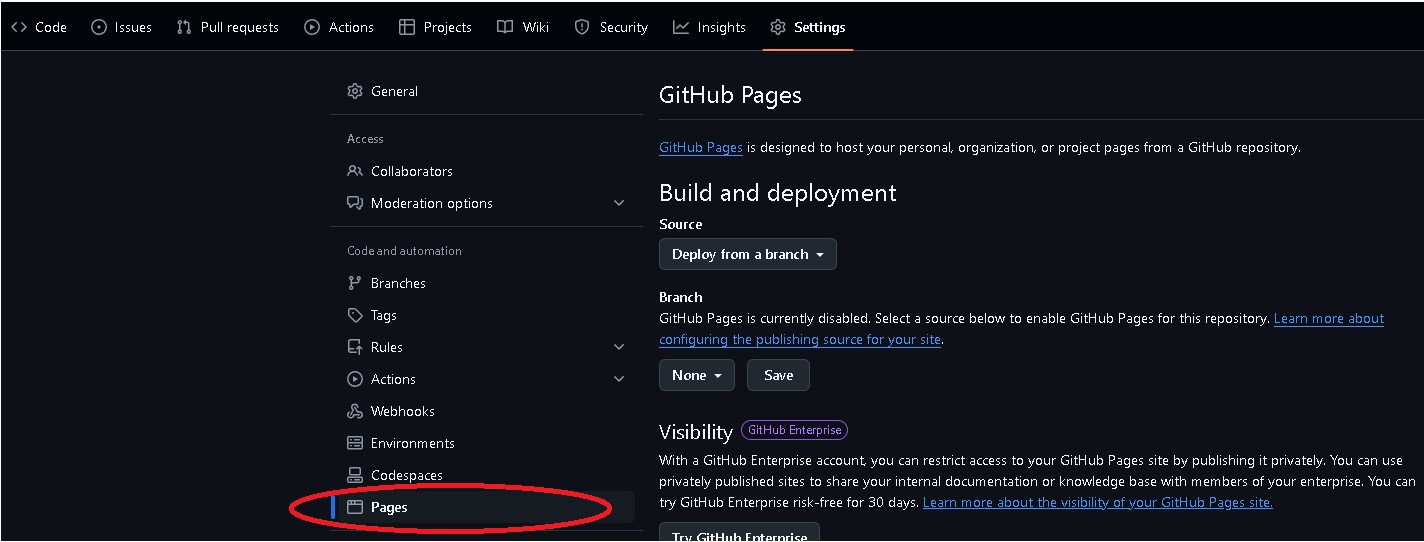 Code Issues Pull requests Actions Projects Wiki Security Insights Settings
General
Access
Collaborators
Moderation options
Code and automation
Branches
Tags
Rules
Actions
Webhooks
Environments
Codespaces
Pages
GitHub Pages
GitHub Pages is designed to host your personal, organization, or project pages from a GitHub repository.
Build and deployment
Source
Deploy from a branch
Branch
GitHub Pages is currently disabled. Select a source below to enable GitHub Pages for this repository. Learn more about
configuring the publishing source for your site.
None Save
Visibility GitHub Enterprise
With a GitHub Enterprise account, you can restrict access to your GitHub Pages site by publishing it privately. You can use
privately published sites to share your internal documentation or knowledge base with members of your enterprise. You can
try GitHub Enterprise risk-free for 30 days. Learn more about the visibility of your GitHub Pages site.
Try GitHub Enterprise